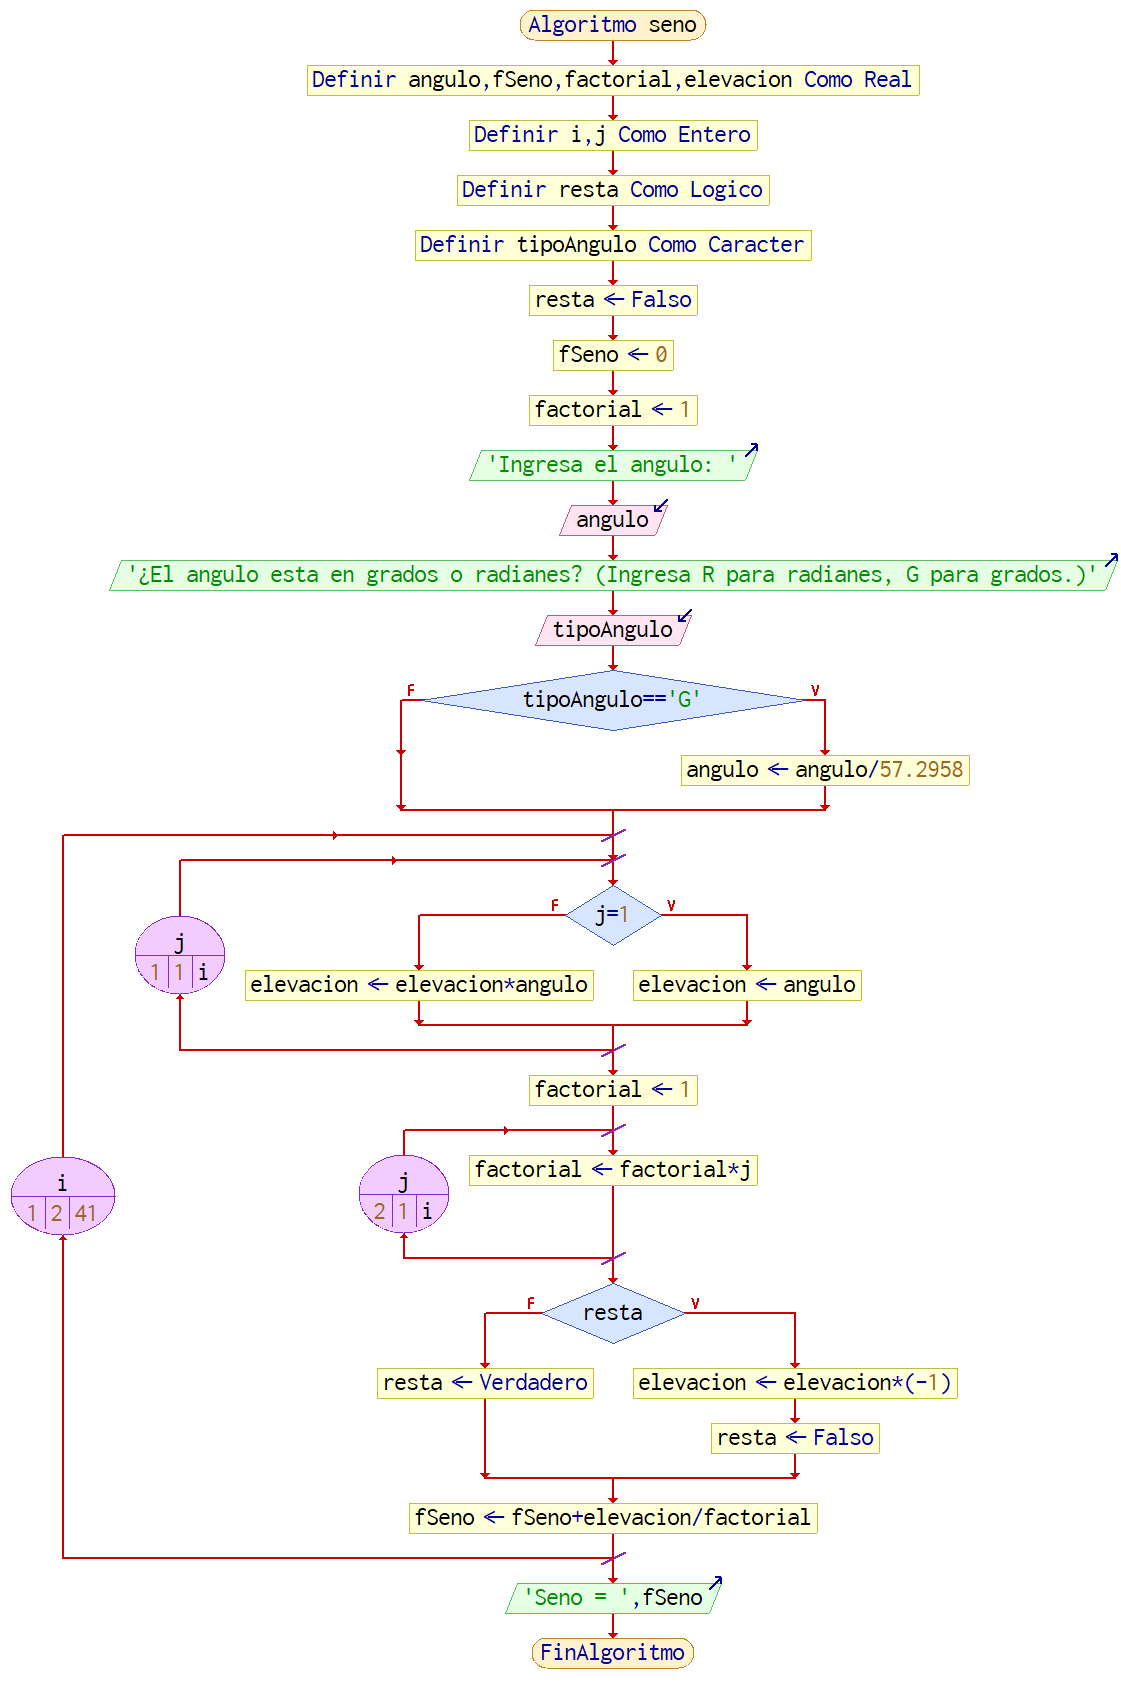 Algoritmo seno
Definir angulo,fSeno,factorial,elevacion Como Real
Definir i,j Como Entero
Definir resta Como Logico
Definir tipoAngulo Como Caracter
resta ← Falso
fSeno ← 0
factorial ← 1
'Ingresa el angulo: '
angulo
'¿El angulo esta en grados o radianes? (Ingresa R para radianes, G para grados.)'
tipoAngulo
F
tipoAngulo=='G'
V
angulo ← angulo/57.2958
F
j=1
V
j
1 1 i
elevacion ← elevacion*angulo
elevacion ← angulo
factorial ← 1
i
1 2 41
j
2 1 i
factorial ← factorial*j
F
resta
V
resta ← Verdadero
elevacion ← elevacion*(-1)
resta ← Falso
fSeno ← fSeno+elevacion/factorial
'Seno = ',fSeno
FinAlgoritmo